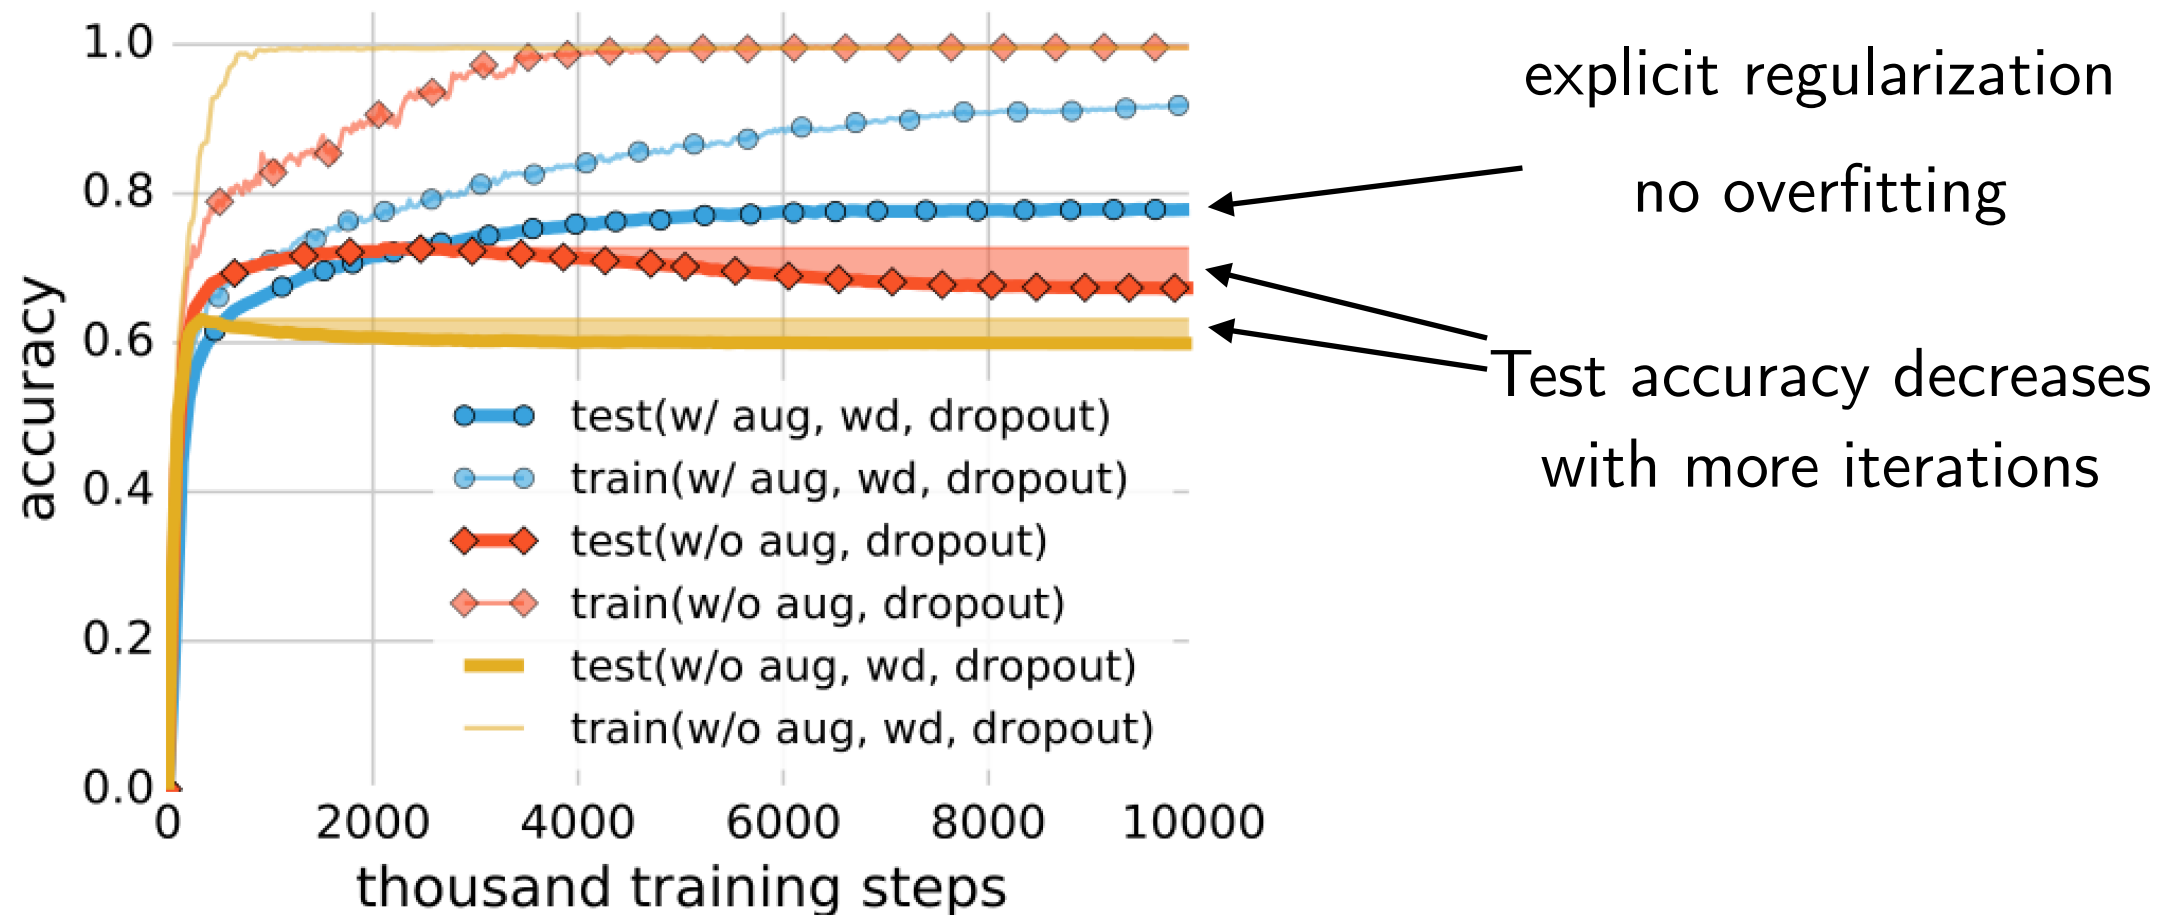 1.0
0.8
0.6
0.4
0.2
0.0
accuracy
0
2000
4000
6000
8000
10000
thousand training steps
test(w/ aug, wd, dropout)
train(w/ aug, wd, dropout)
test(w/o aug, dropout)
train(w/o aug, dropout)
test(w/o aug, wd, dropout)
train(w/o aug, wd, dropout)
explicit regularization
no overfitting
Test accuracy decreases
with more iterations